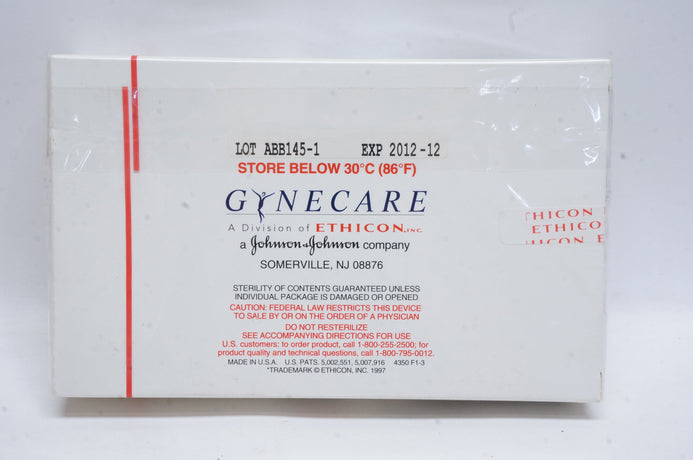 LOT ABB145-1 EXP 2012-12
STORE BELOW 30°C (86°F)
GYNECARE
A Division of ETHICON, INC.
a Johnson & Johnson company
SOMERVILLE, NJ 08876
STERILITY OF CONTENTS GUARANTEED UNLESS
INDIVIDUAL PACKAGE IS DAMAGED OR OPENED
CAUTION: FEDERAL LAW RESTRICTS THIS DEVICE
TO SALE BY OR ON THE ORDER OF A PHYSICIAN
DO NOT RESTERILIZE
SEE ACCOMPANYING DIRECTIONS FOR USE
U.S. customers: to order product, call 1-800-255-2500; for
product quality and technical questions, call 1-800-795-0012.
MADE IN U.S.A. U.S. PATS. 5,002,551, 5,007,916 4350 F1-3
*TRADEMARK © ETHICON, INC. 1997
THICON
ETHICO
HICON E